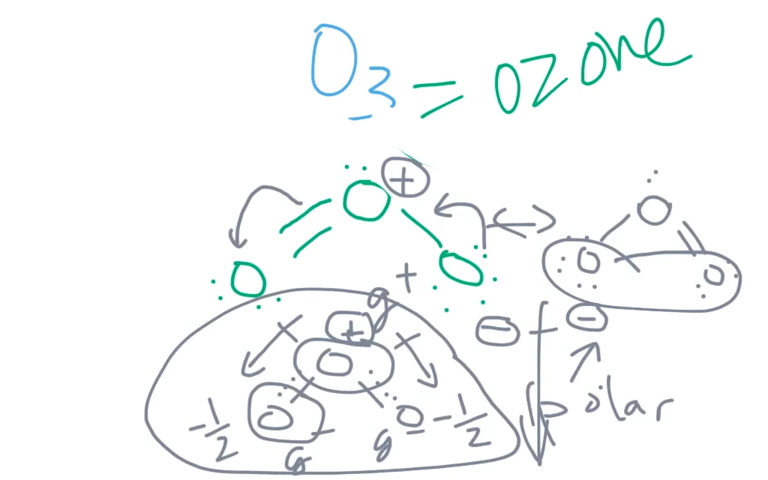 O₃ = ozone
O ⊕
O O
O
O O
⊖ ⊖
δ+
⊕
O
polar
-1/2 O O -1/2
δ- δ-